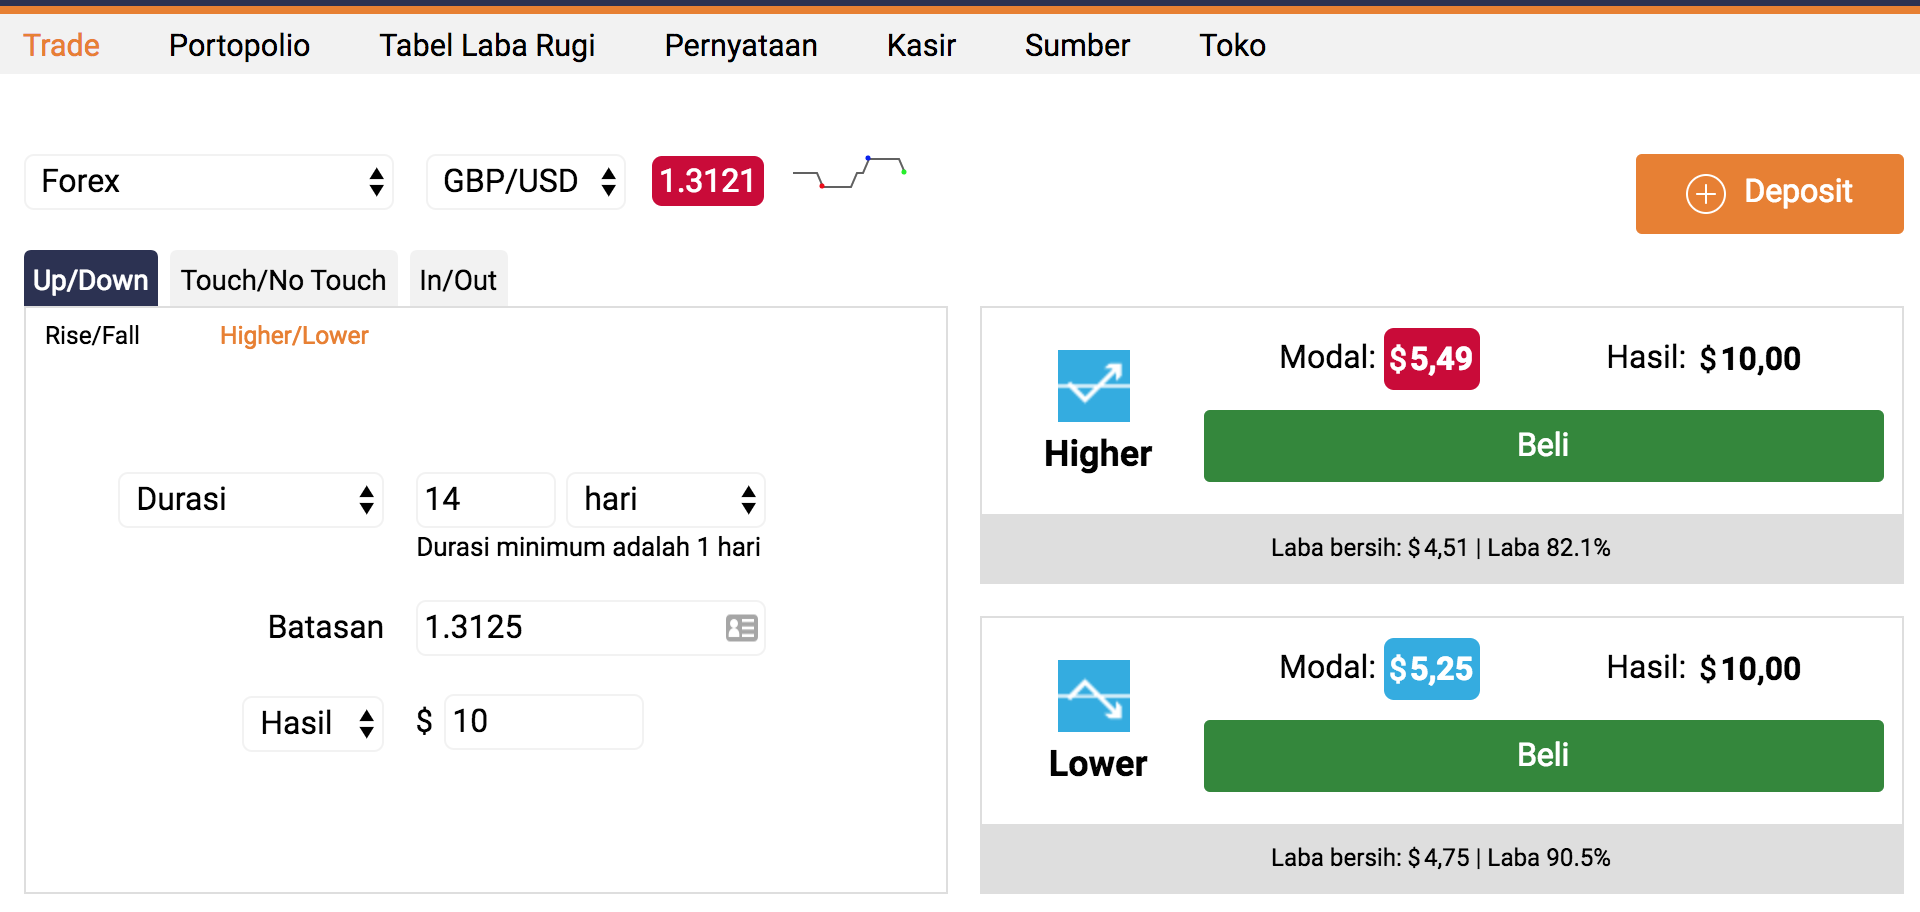 Trade Portopolio Tabel Laba Rugi Pernyataan Kasir Sumber Toko
Forex GBP/USD 1.3121 Deposit
Up/Down Touch/No Touch In/Out
Rise/Fall Higher/Lower
Durasi 14 hari
Durasi minimum adalah 1 hari
Batasan 1.3125
Hasil $ 10
Modal: $5,49 Hasil: $10,00
Higher
Beli
Laba bersih: $4,51 | Laba 82.1%
Modal: $5,25 Hasil: $10,00
Lower
Beli
Laba bersih: $4,75 | Laba 90.5%